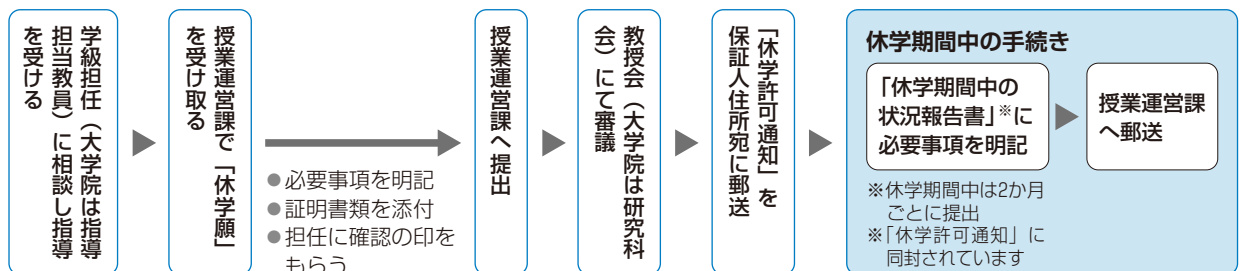 学級担任（大学院は指導
担当教員）に相談し指導
を受ける
授業運営課で「休学願」
を受け取る
●必要事項を明記
●証明書類を添付
●担任に確認の印を
もらう
授業運営課へ提出
教授会（大学院は研究科
会）にて審議
「休学許可通知」を
保証人住所宛に郵送
休学期間中の手続き
「休学期間中の
状況報告書」※に
必要事項を明記
※休学期間中は2か月
ごとに提出
※「休学許可通知」に
同封されています
授業運営課
へ郵送